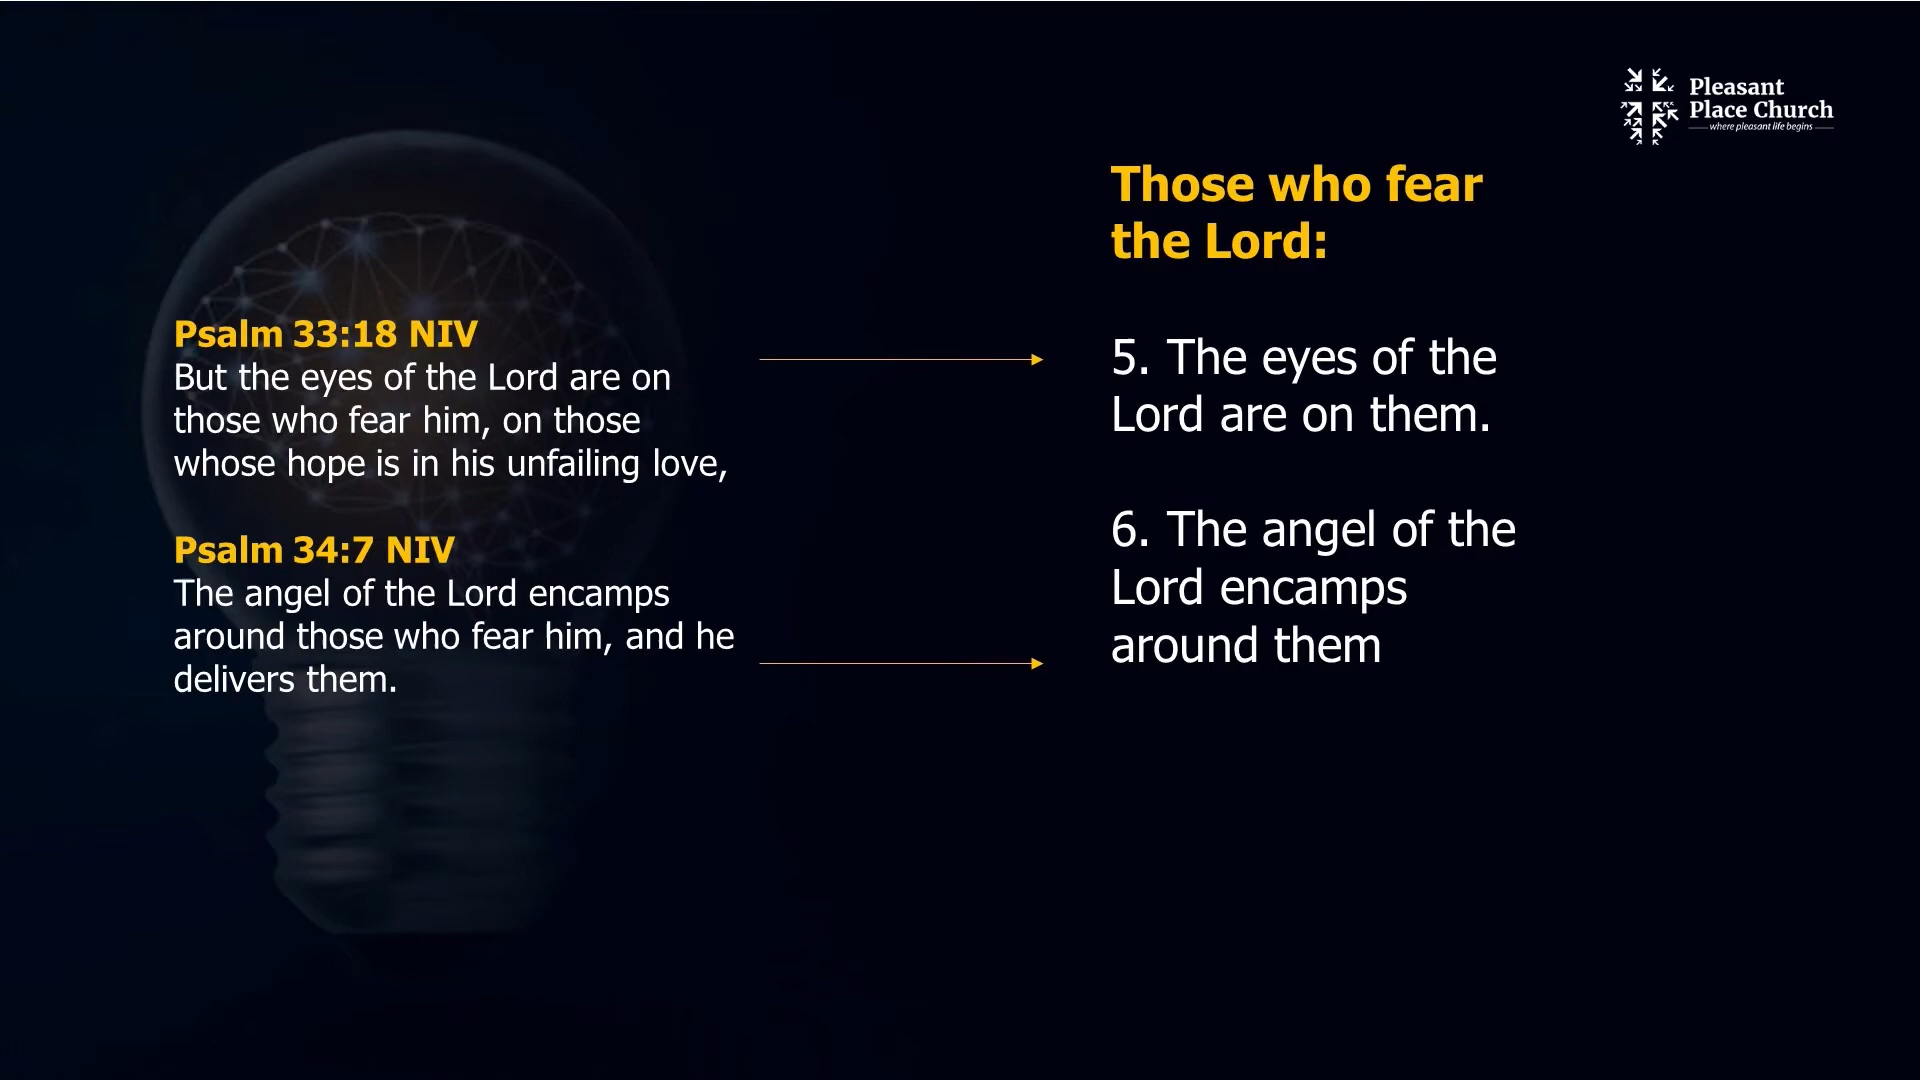 Pleasant
Place Church
where pleasant life begins
Psalm 33:18 NIV
But the eyes of the Lord are on
those who fear him, on those
whose hope is in his unfailing love,
Psalm 34:7 NIV
The angel of the Lord encamps
around those who fear him, and he
delivers them.
Those who fear
the Lord:
5. The eyes of the
Lord are on them.
6. The angel of the
Lord encamps
around them